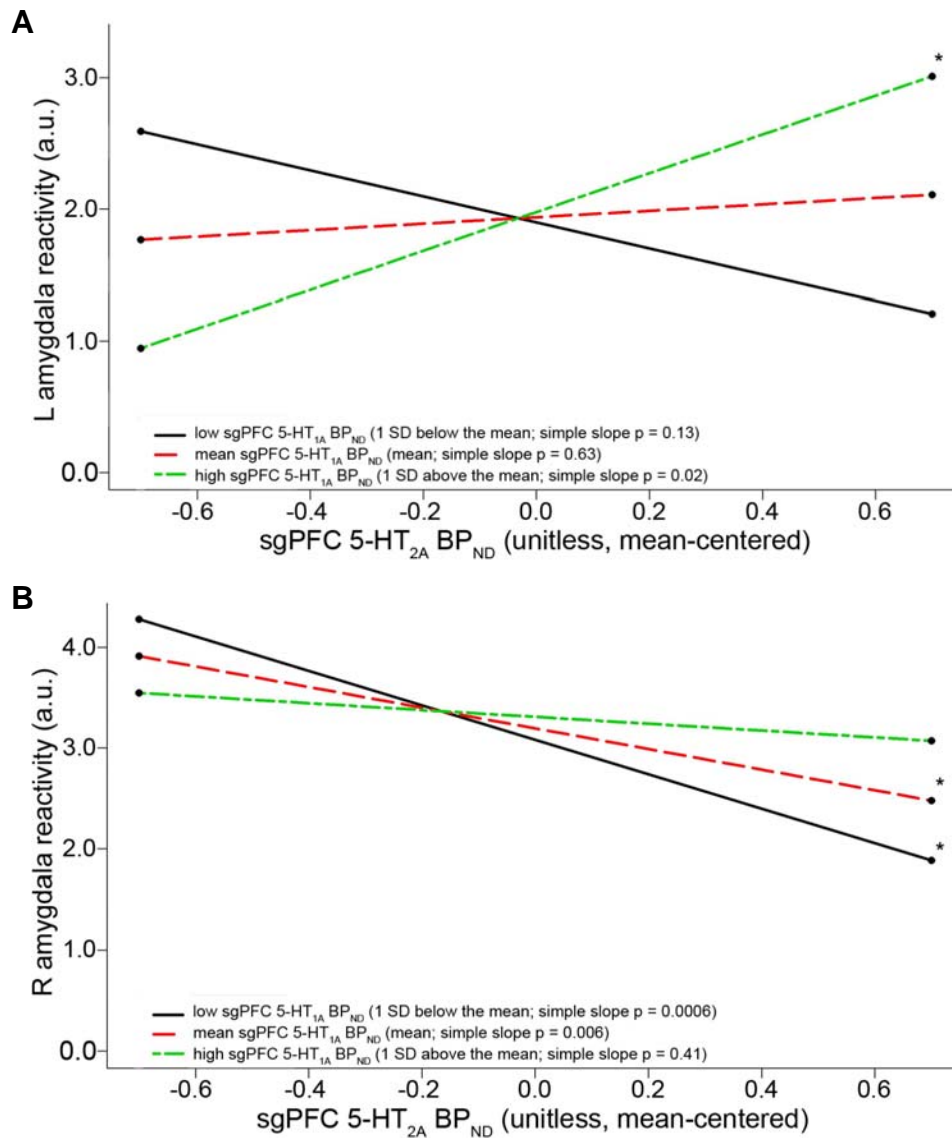 A
L amygdala reactivity (a.u.)
3.0
*
2.0
1.0
0.0
low sgPFC 5-HT1A BPND (1 SD below the mean; simple slope p = 0.13)
mean sgPFC 5-HT1A BPND (mean; simple slope p = 0.63)
high sgPFC 5-HT1A BPND (1 SD above the mean; simple slope p = 0.02)
-0.6 -0.4 -0.2 0.0 0.2 0.4 0.6
sgPFC 5-HT2A BPND (unitless, mean-centered)
B
R amygdala reactivity (a.u.)
4.0
3.0
*
2.0
*
1.0
0.0
low sgPFC 5-HT1A BPND (1 SD below the mean; simple slope p = 0.0006)
mean sgPFC 5-HT1A BPND (mean; simple slope p = 0.006)
high sgPFC 5-HT1A BPND (1 SD above the mean; simple slope p = 0.41)
-0.6 -0.4 -0.2 0.0 0.2 0.4 0.6
sgPFC 5-HT2A BPND (unitless, mean-centered)